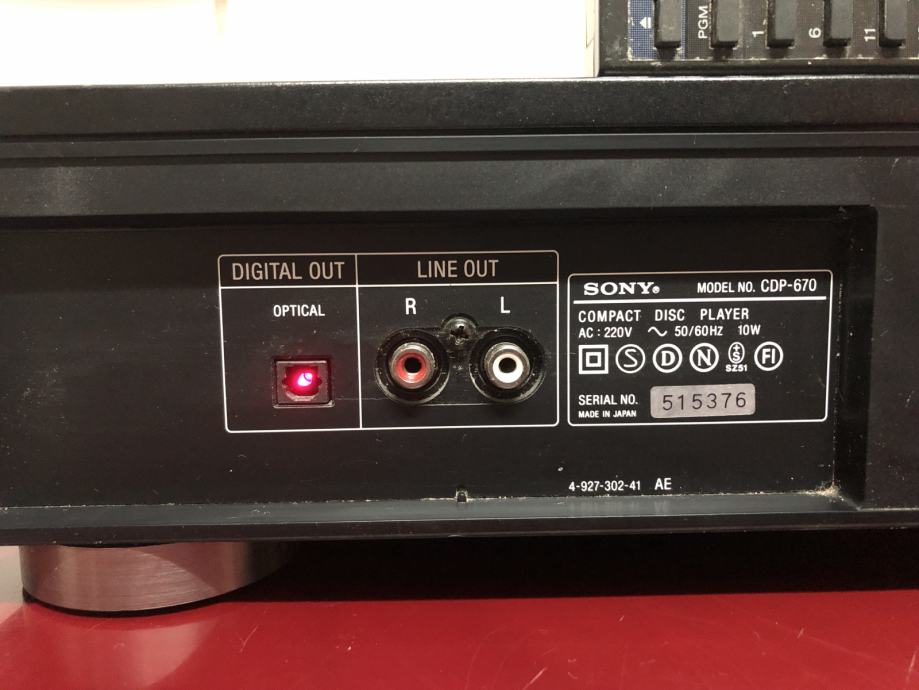 PGM
1
6
11
DIGITAL OUT
LINE OUT
OPTICAL
R
L
SONY®
MODEL NO. CDP-670
COMPACT DISC PLAYER
AC : 220V ～ 50/60HZ 10W
S D N S FI
SZ51
SERIAL NO. 515376
MADE IN JAPAN
4-927-302-41 AE